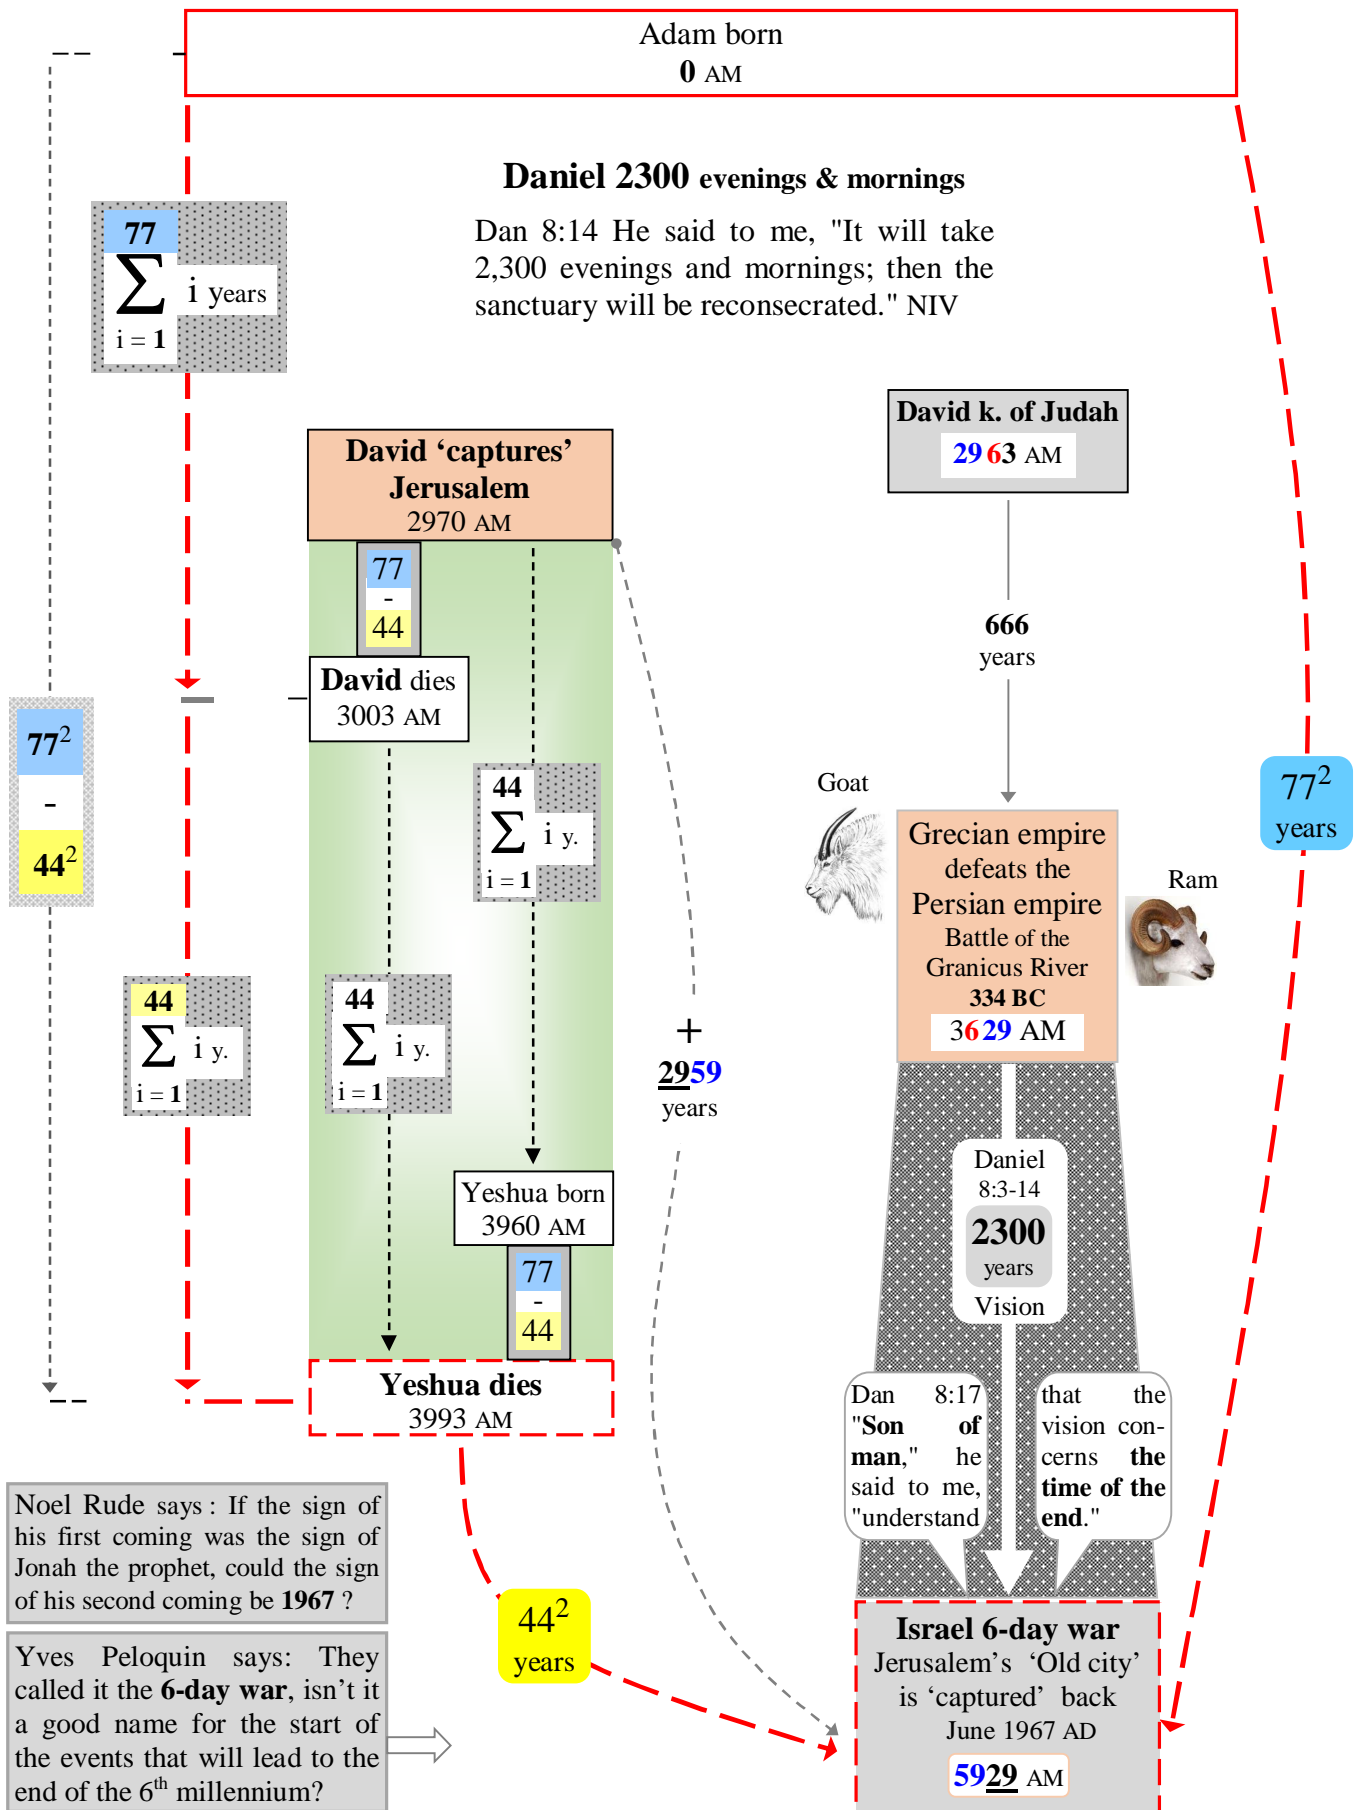 Adam born
0 AM
Daniel 2300 evenings & mornings
Dan 8:14 He said to me, "It will take
2,300 evenings and mornings; then the
sanctuary will be reconsecrated." NIV
77
∑ i years
i = 1
David k. of Judah
2963 AM
David ‘captures’
Jerusalem
2970 AM
77
-
44
666
years
David dies
3003 AM
77²
-
44²
44
∑ i y.
i = 1
Goat
Ram
77²
years
Grecian empire
defeats the
Persian empire
Battle of the
Granicus River
334 BC
3629 AM
44
∑ i y.
i = 1
44
∑ i y.
i = 1
+
2959
years
Daniel
8:3-14
2300
years
Vision
Yeshua born
3960 AM
77
-
44
Yeshua dies
3993 AM
Dan 8:17
"Son of
man," he
said to me,
"understand
that the
vision con-
cerns the
time of the
end."
Noel Rude says : If the sign of
his first coming was the sign of
Jonah the prophet, could the sign
of his second coming be 1967 ?
44²
years
Yves Peloquin says: They
called it the 6-day war, isn’t it
a good name for the start of
the events that will lead to the
end of the 6th millennium?
Israel 6-day war
Jerusalem’s ‘Old city’
is ‘captured’ back
June 1967 AD
5929 AM